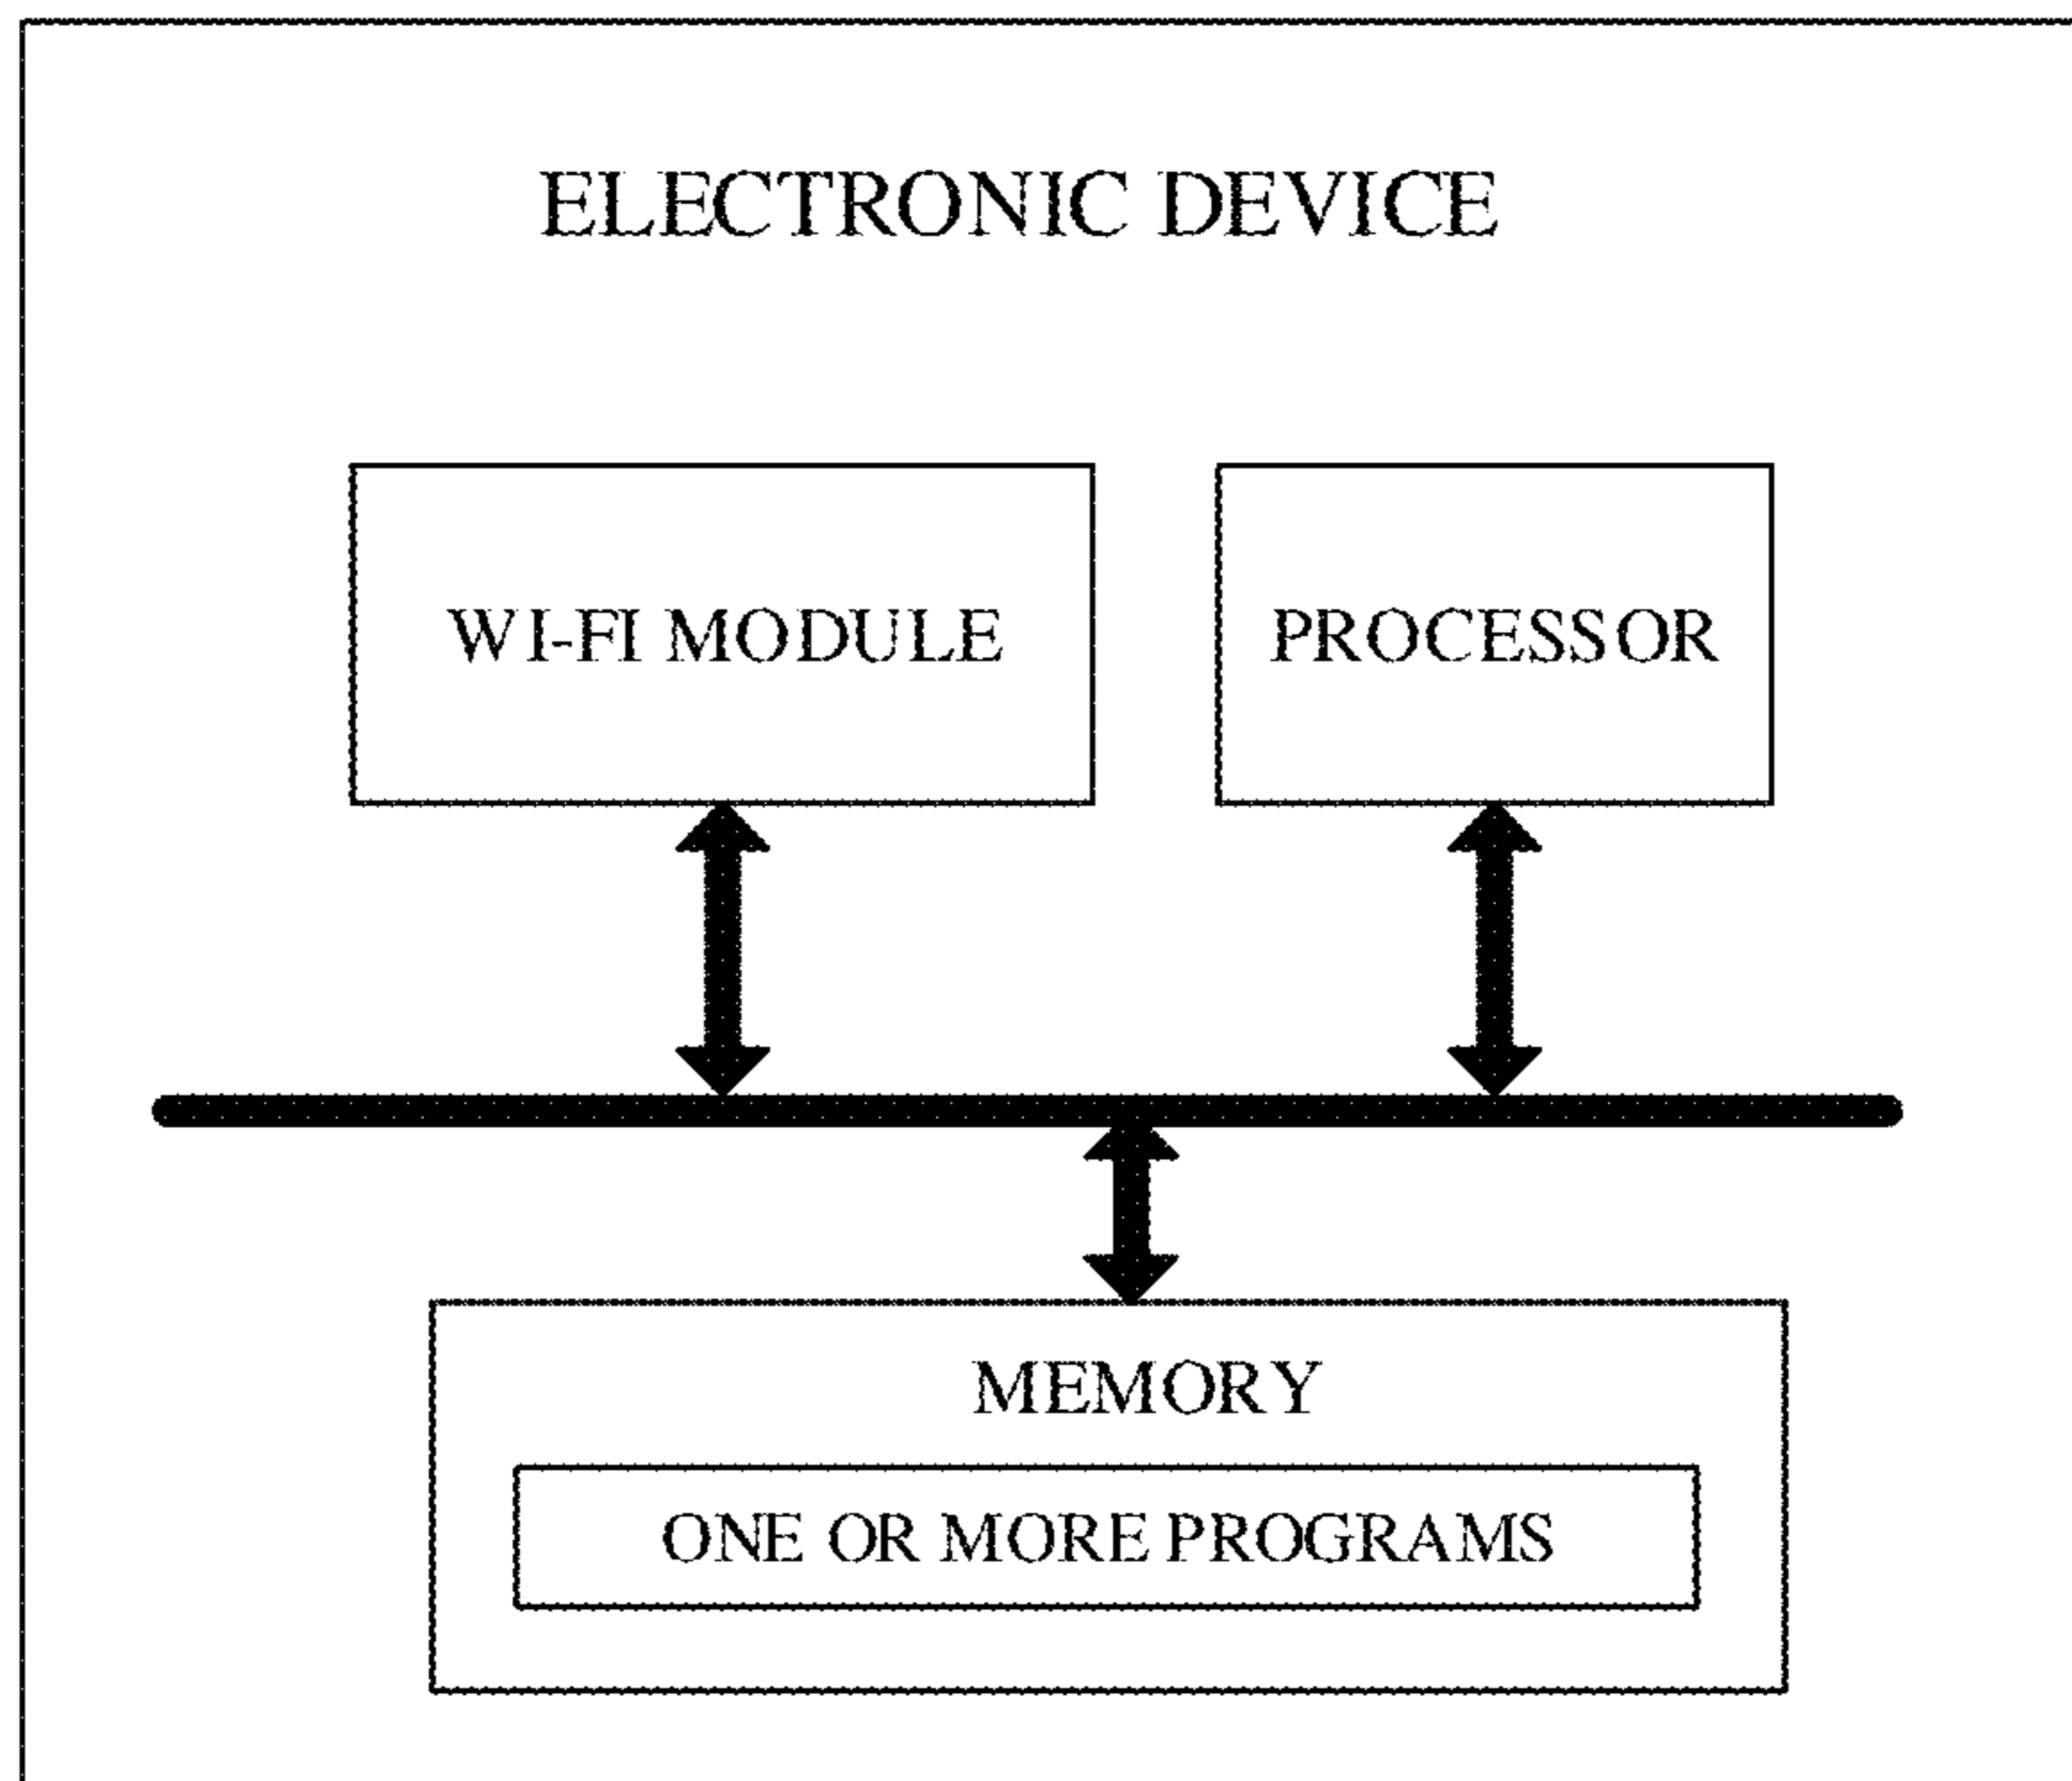 ELECTRONIC DEVICE
WI-FI MODULE
PROCESSOR
MEMORY
ONE OR MORE PROGRAMS